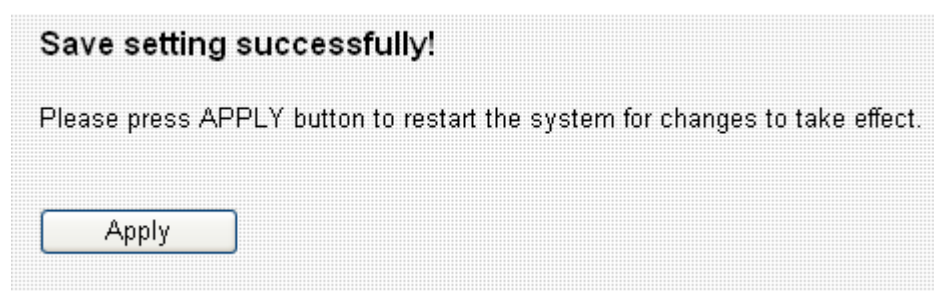 Save setting successfully!
Please press APPLY button to restart the system for changes to take effect.
Apply